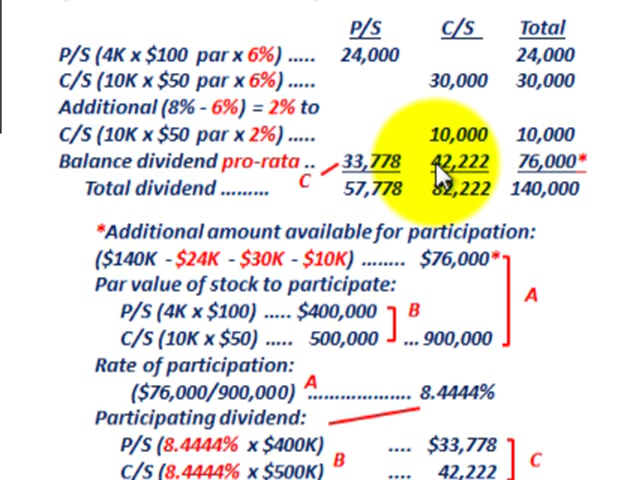 P/S C/S Total
P/S (4K x $100 par x 6%) ..... 24,000 24,000
C/S (10K x $50 par x 6%) ..... 30,000 30,000
Additional (8% - 6%) = 2% to
C/S (10K x $50 par x 2%) ..... 10,000 10,000
Balance dividend pro-rata .. 33,778 42,222 76,000*
Total dividend ......... C 57,778 82,222 140,000
*Additional amount available for participation:
($140K - $24K - $30K - $10K) ........ $76,000*
Par value of stock to participate: A
P/S (4K x $100) ..... $400,000 B
C/S (10K x $50) ..... 500,000 ... 900,000
Rate of participation:
($76,000/900,000) A ................... 8.4444%
Participating dividend:
P/S (8.4444% x $400K) .... $33,778
C/S (8.4444% x $500K) B .... 42,222 C